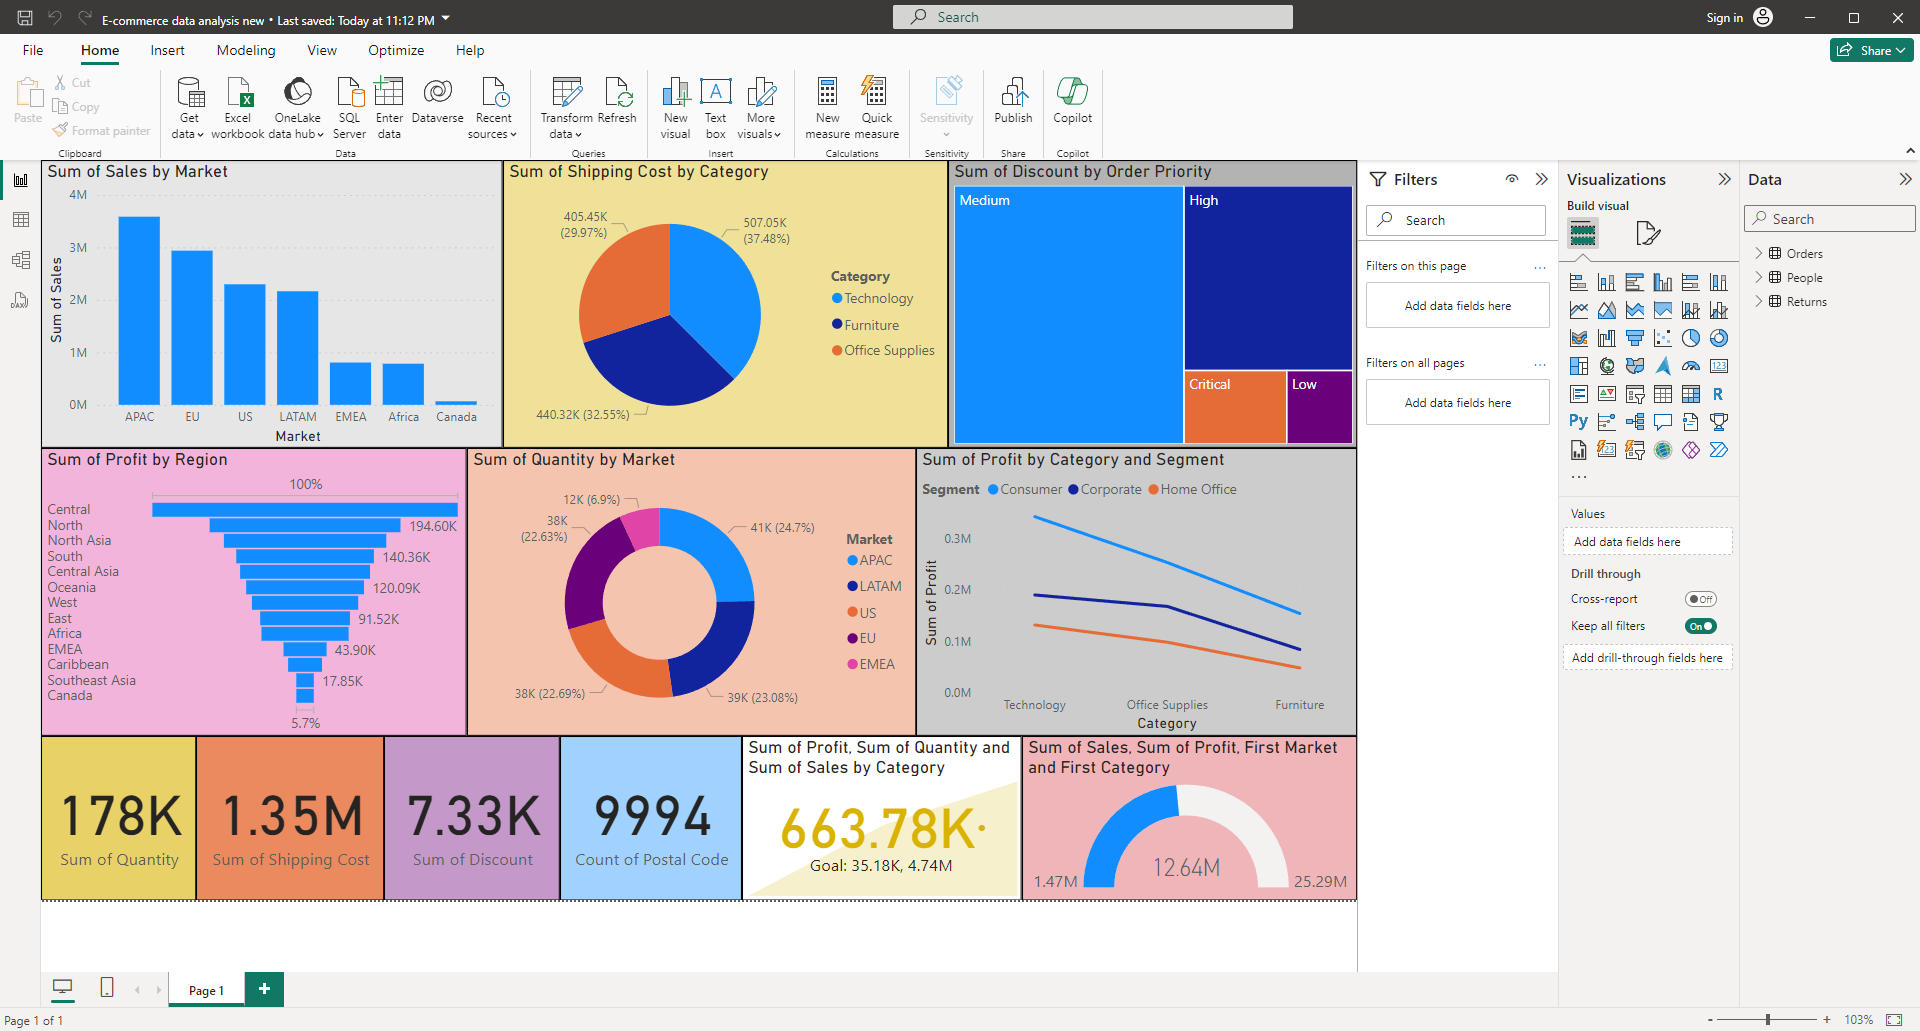 E-commerce data analysis new • Last saved: Today at 11:12 PM
Search
Sign in
File
Home
Insert
Modeling
View
Optimize
Help
Share
Paste
Cut
Copy
Format painter
Clipboard
Get data
Excel workbook
OneLake data hub
SQL Server
Enter data
Dataverse
Recent sources
Data
Transform data
Refresh
Queries
New visual
Text box
More visuals
Insert
New measure
Quick measure
Calculations
Sensitivity
Sensitivity
Publish
Share
Copilot
Copilot
Sum of Sales by Market
4M
3M
2M
1M
0M
Sum of Sales
APAC
EU
US
LATAM
EMEA
Africa
Canada
Market
Sum of Shipping Cost by Category
405.45K
(29.97%)
507.05K
(37.48%)
440.32K (32.55%)
Category
Technology
Furniture
Office Supplies
Sum of Discount by Order Priority
Medium
High
Critical
Low
Sum of Profit by Region
100%
Central
North
194.60K
North Asia
South
140.36K
Central Asia
Oceania
120.09K
West
East
91.52K
Africa
EMEA
43.90K
Caribbean
Southeast Asia
17.85K
Canada
5.7%
Sum of Quantity by Market
12K (6.9%)
38K
(22.63%)
41K (24.7%)
38K (22.69%)
39K (23.08%)
Market
APAC
LATAM
US
EU
EMEA
Sum of Profit by Category and Segment
Segment
Consumer
Corporate
Home Office
0.3M
0.2M
0.1M
0.0M
Sum of Profit
Technology
Office Supplies
Furniture
Category
178K
Sum of Quantity
1.35M
Sum of Shipping Cost
7.33K
Sum of Discount
9994
Count of Postal Code
Sum of Profit, Sum of Quantity and
Sum of Sales by Category
663.78K
Goal: 35.18K, 4.74M
Sum of Sales, Sum of Profit, First Market
and First Category
12.64M
1.47M
25.29M
Filters
Search
Filters on this page
...
Add data fields here
Filters on all pages
...
Add data fields here
Visualizations
Build visual
123
R
Py
...
Values
Add data fields here
Drill through
Cross-report
Off
Keep all filters
On
Add drill-through fields here
Data
Search
Orders
People
Returns
DAX
Page 1
+
Page 1 of 1
-
+
103%